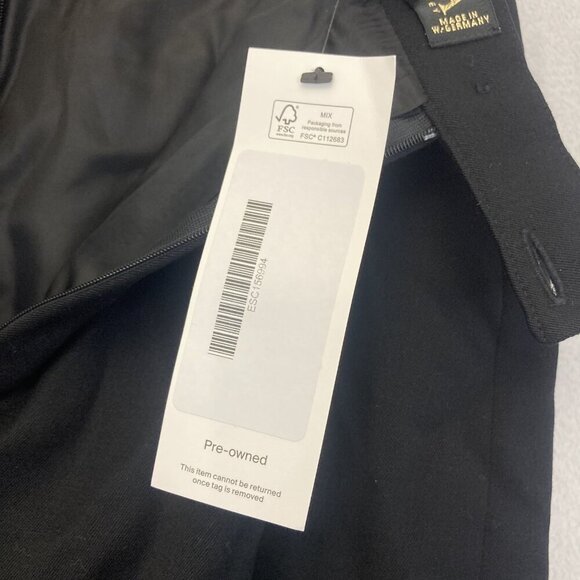 MADE IN
W.GERMANY
FSC
MIX
Packaging from
responsible sources
FSC® C112683
ESC156994
Pre-owned
This item cannot be returned
once tag is removed